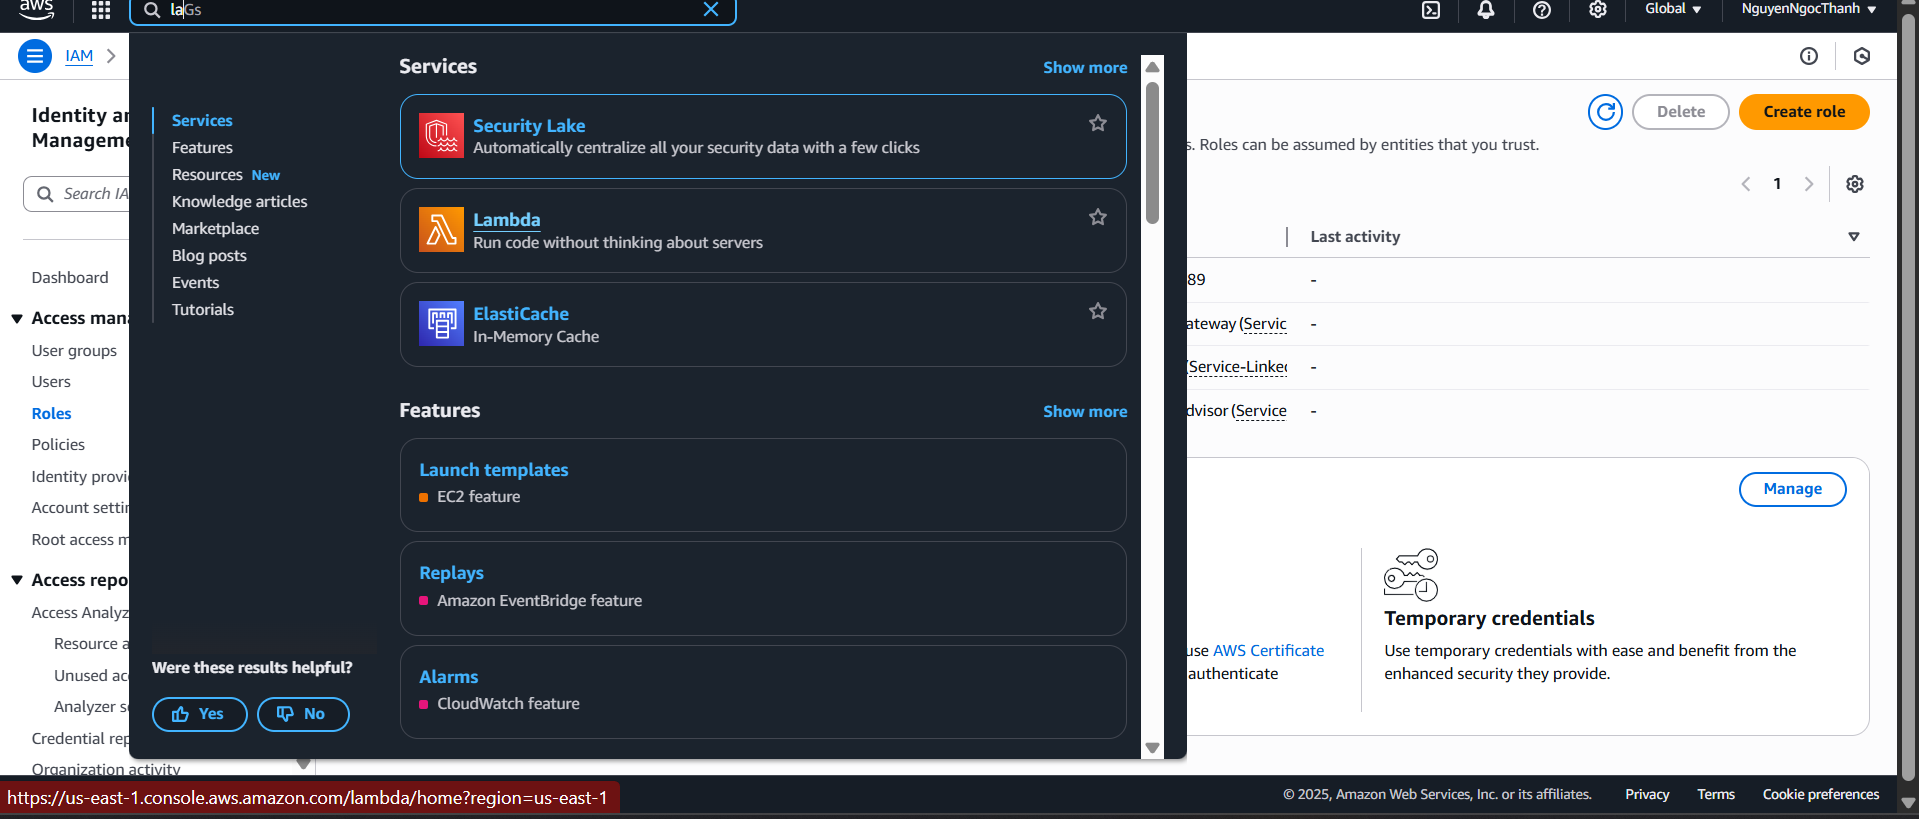 aws
laGs
Global
NguyenNgocThanh
IAM
Identity an
Manageme
Search IA
Dashboard
Access mana
User groups
Users
Roles
Policies
Identity provi
Account settin
Root access m
Access repo
Access Analyz
Resource a
Unused acc
Analyzer se
Credential rep
Organization activity
Services
Features
Resources New
Knowledge articles
Marketplace
Blog posts
Events
Tutorials
Were these results helpful?
Yes
No
Services
Show more
Security Lake
Automatically centralize all your security data with a few clicks
Lambda
Run code without thinking about servers
ElastiCache
In-Memory Cache
Features
Show more
Launch templates
EC2 feature
Replays
Amazon EventBridge feature
Alarms
CloudWatch feature
Delete
Create role
s. Roles can be assumed by entities that you trust.
1
Last activity
89 -
ateway (Servic -
(Service-Linked -
dvisor (Service -
Manage
use AWS Certificate
authenticate
Temporary credentials
Use temporary credentials with ease and benefit from the
enhanced security they provide.
https://us-east-1.console.aws.amazon.com/lambda/home?region=us-east-1
© 2025, Amazon Web Services, Inc. or its affiliates.
Privacy
Terms
Cookie preferences